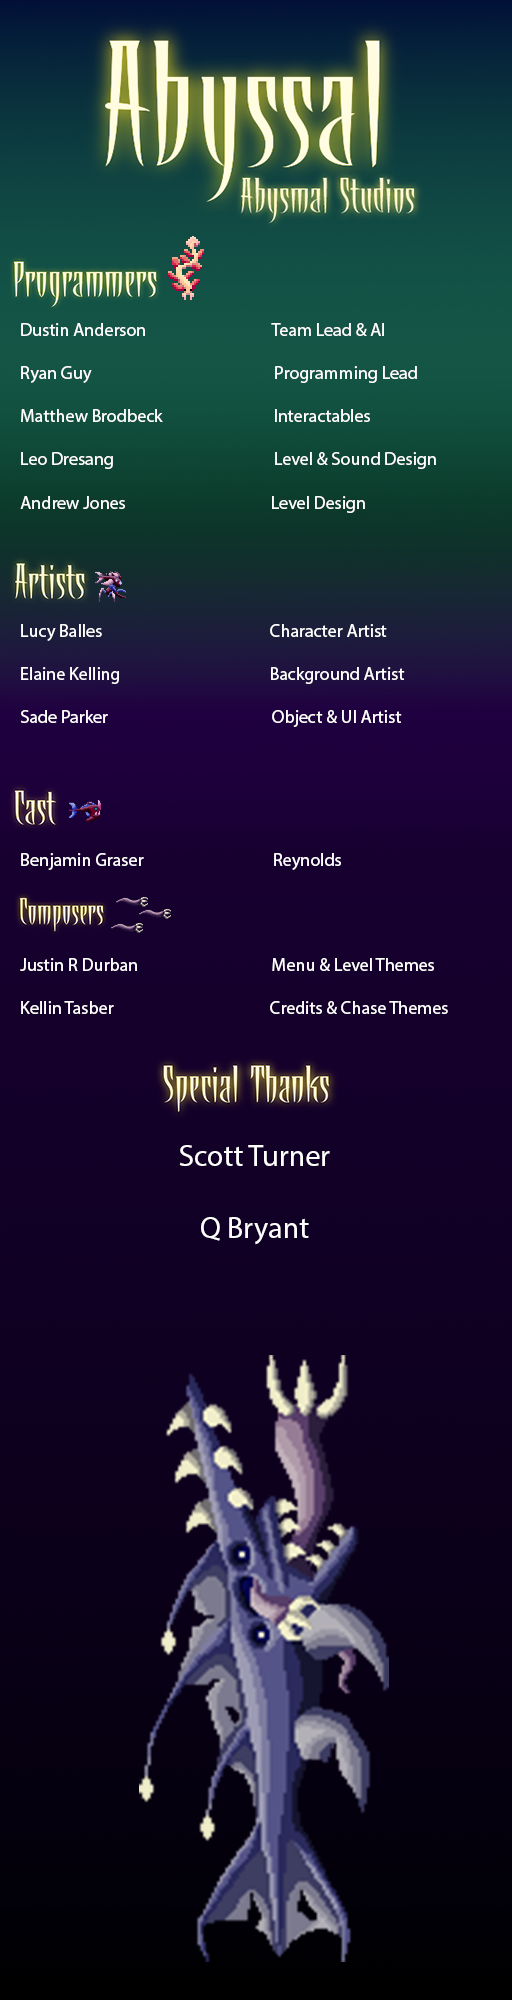 Abyssal
Abysmal Studios
Programmers
Dustin Anderson Team Lead & AI
Ryan Guy Programming Lead
Matthew Brodbeck Interactables
Leo Dresang Level & Sound Design
Andrew Jones Level Design
Artists
Lucy Balles Character Artist
Elaine Kelling Background Artist
Sade Parker Object & UI Artist
Cast
Benjamin Graser Reynolds
Composers
Justin R Durban Menu & Level Themes
Kellin Tasber Credits & Chase Themes
Special Thanks
Scott Turner
Q Bryant